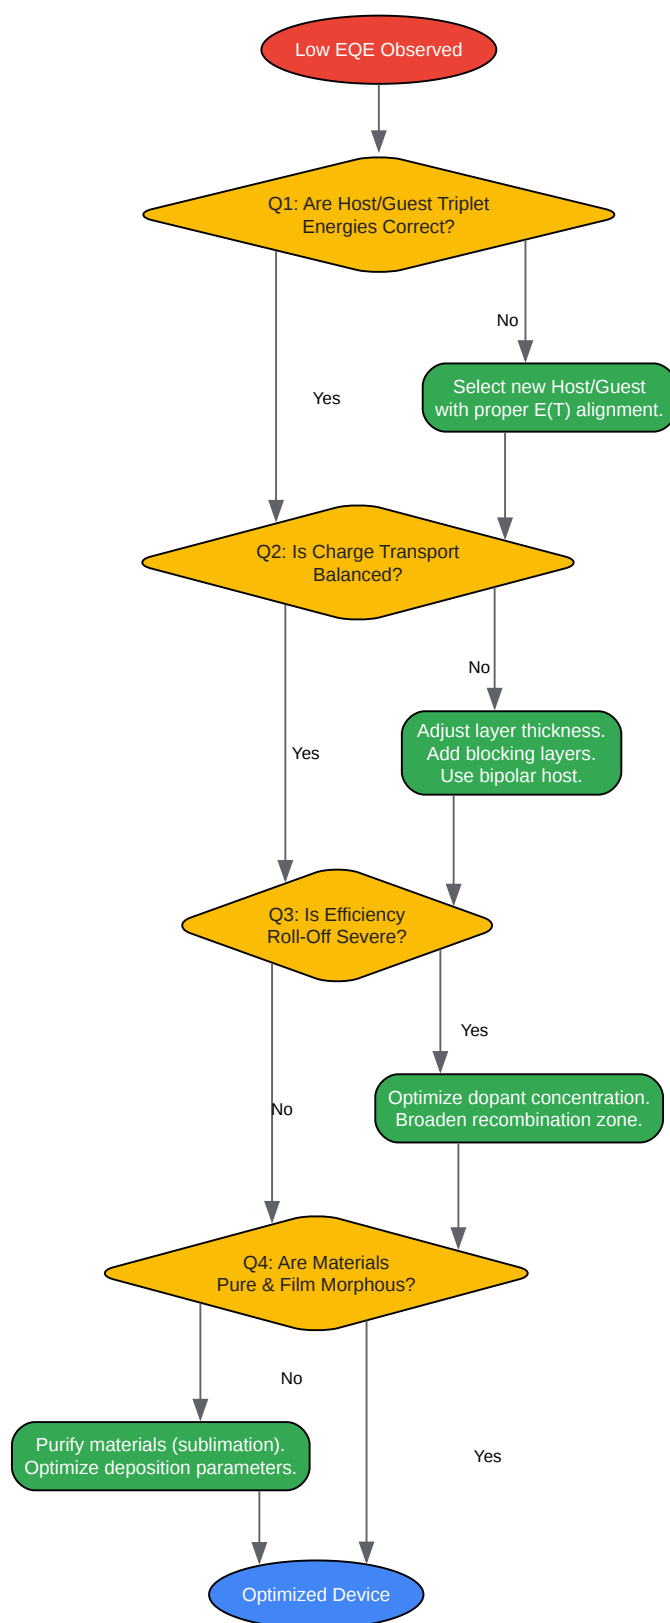 Low EQE Observed
Q1: Are Host/Guest Triplet
Energies Correct?
No
Yes
Select new Host/Guest
with proper E(T) alignment.
Q2: Is Charge Transport
Balanced?
No
Yes
Adjust layer thickness.
Add blocking layers.
Use bipolar host.
Q3: Is Efficiency
Roll-Off Severe?
Yes
No
Optimize dopant concentration.
Broaden recombination zone.
Q4: Are Materials
Pure & Film Morphous?
No
Yes
Purify materials (sublimation).
Optimize deposition parameters.
Optimized Device